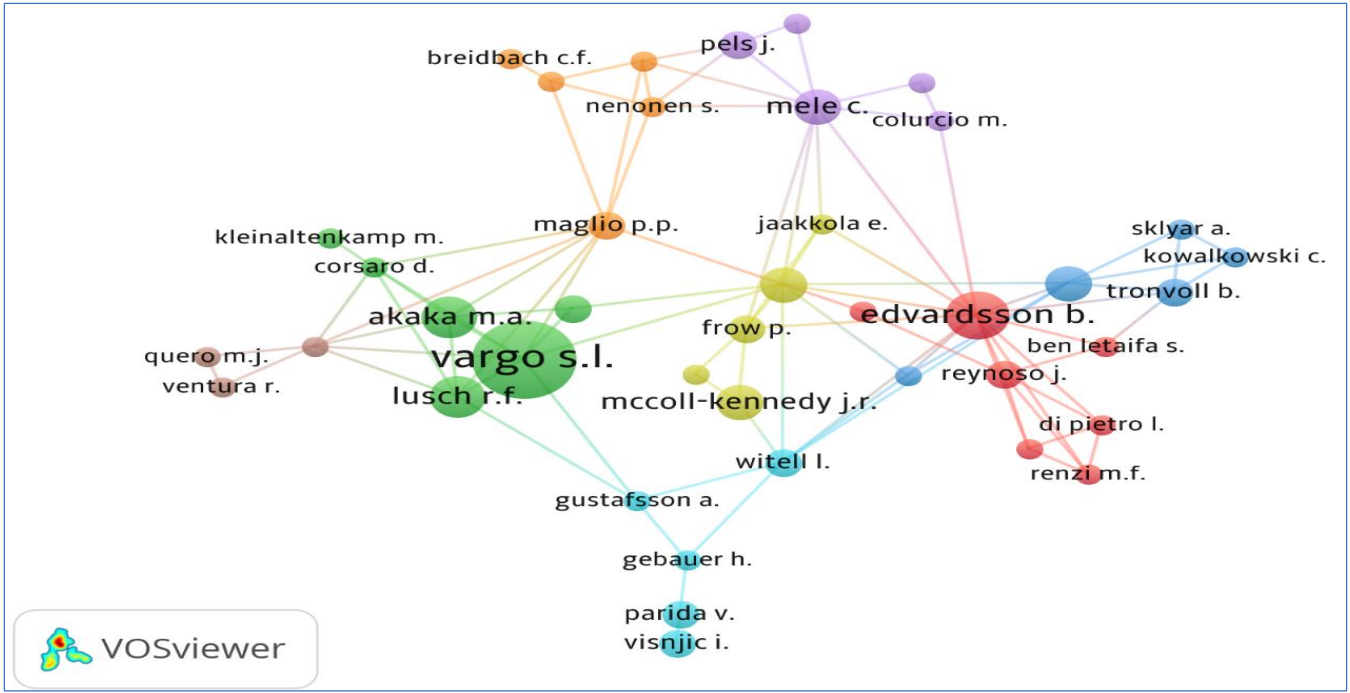 pels j.
breidbach c.f.
nenonen s.
mele c.
colurcio m.
maglio p.p.
jaakkola e.
sklyar a.
kleinaltenkamp m.
kowalkowski c.
corsaro d.
tronvoll b.
akaka m.a.
edvardsson b.
frow p.
ben letaifa s.
quero m.j.
vargo s.l.
reynoso j.
ventura r.
lusch r.f.
mccoll-kennedy j.r.
di pietro l.
witell l.
renzi m.f.
gustafsson a.
gebauer h.
parida v.
visnjic i.
VOSviewer